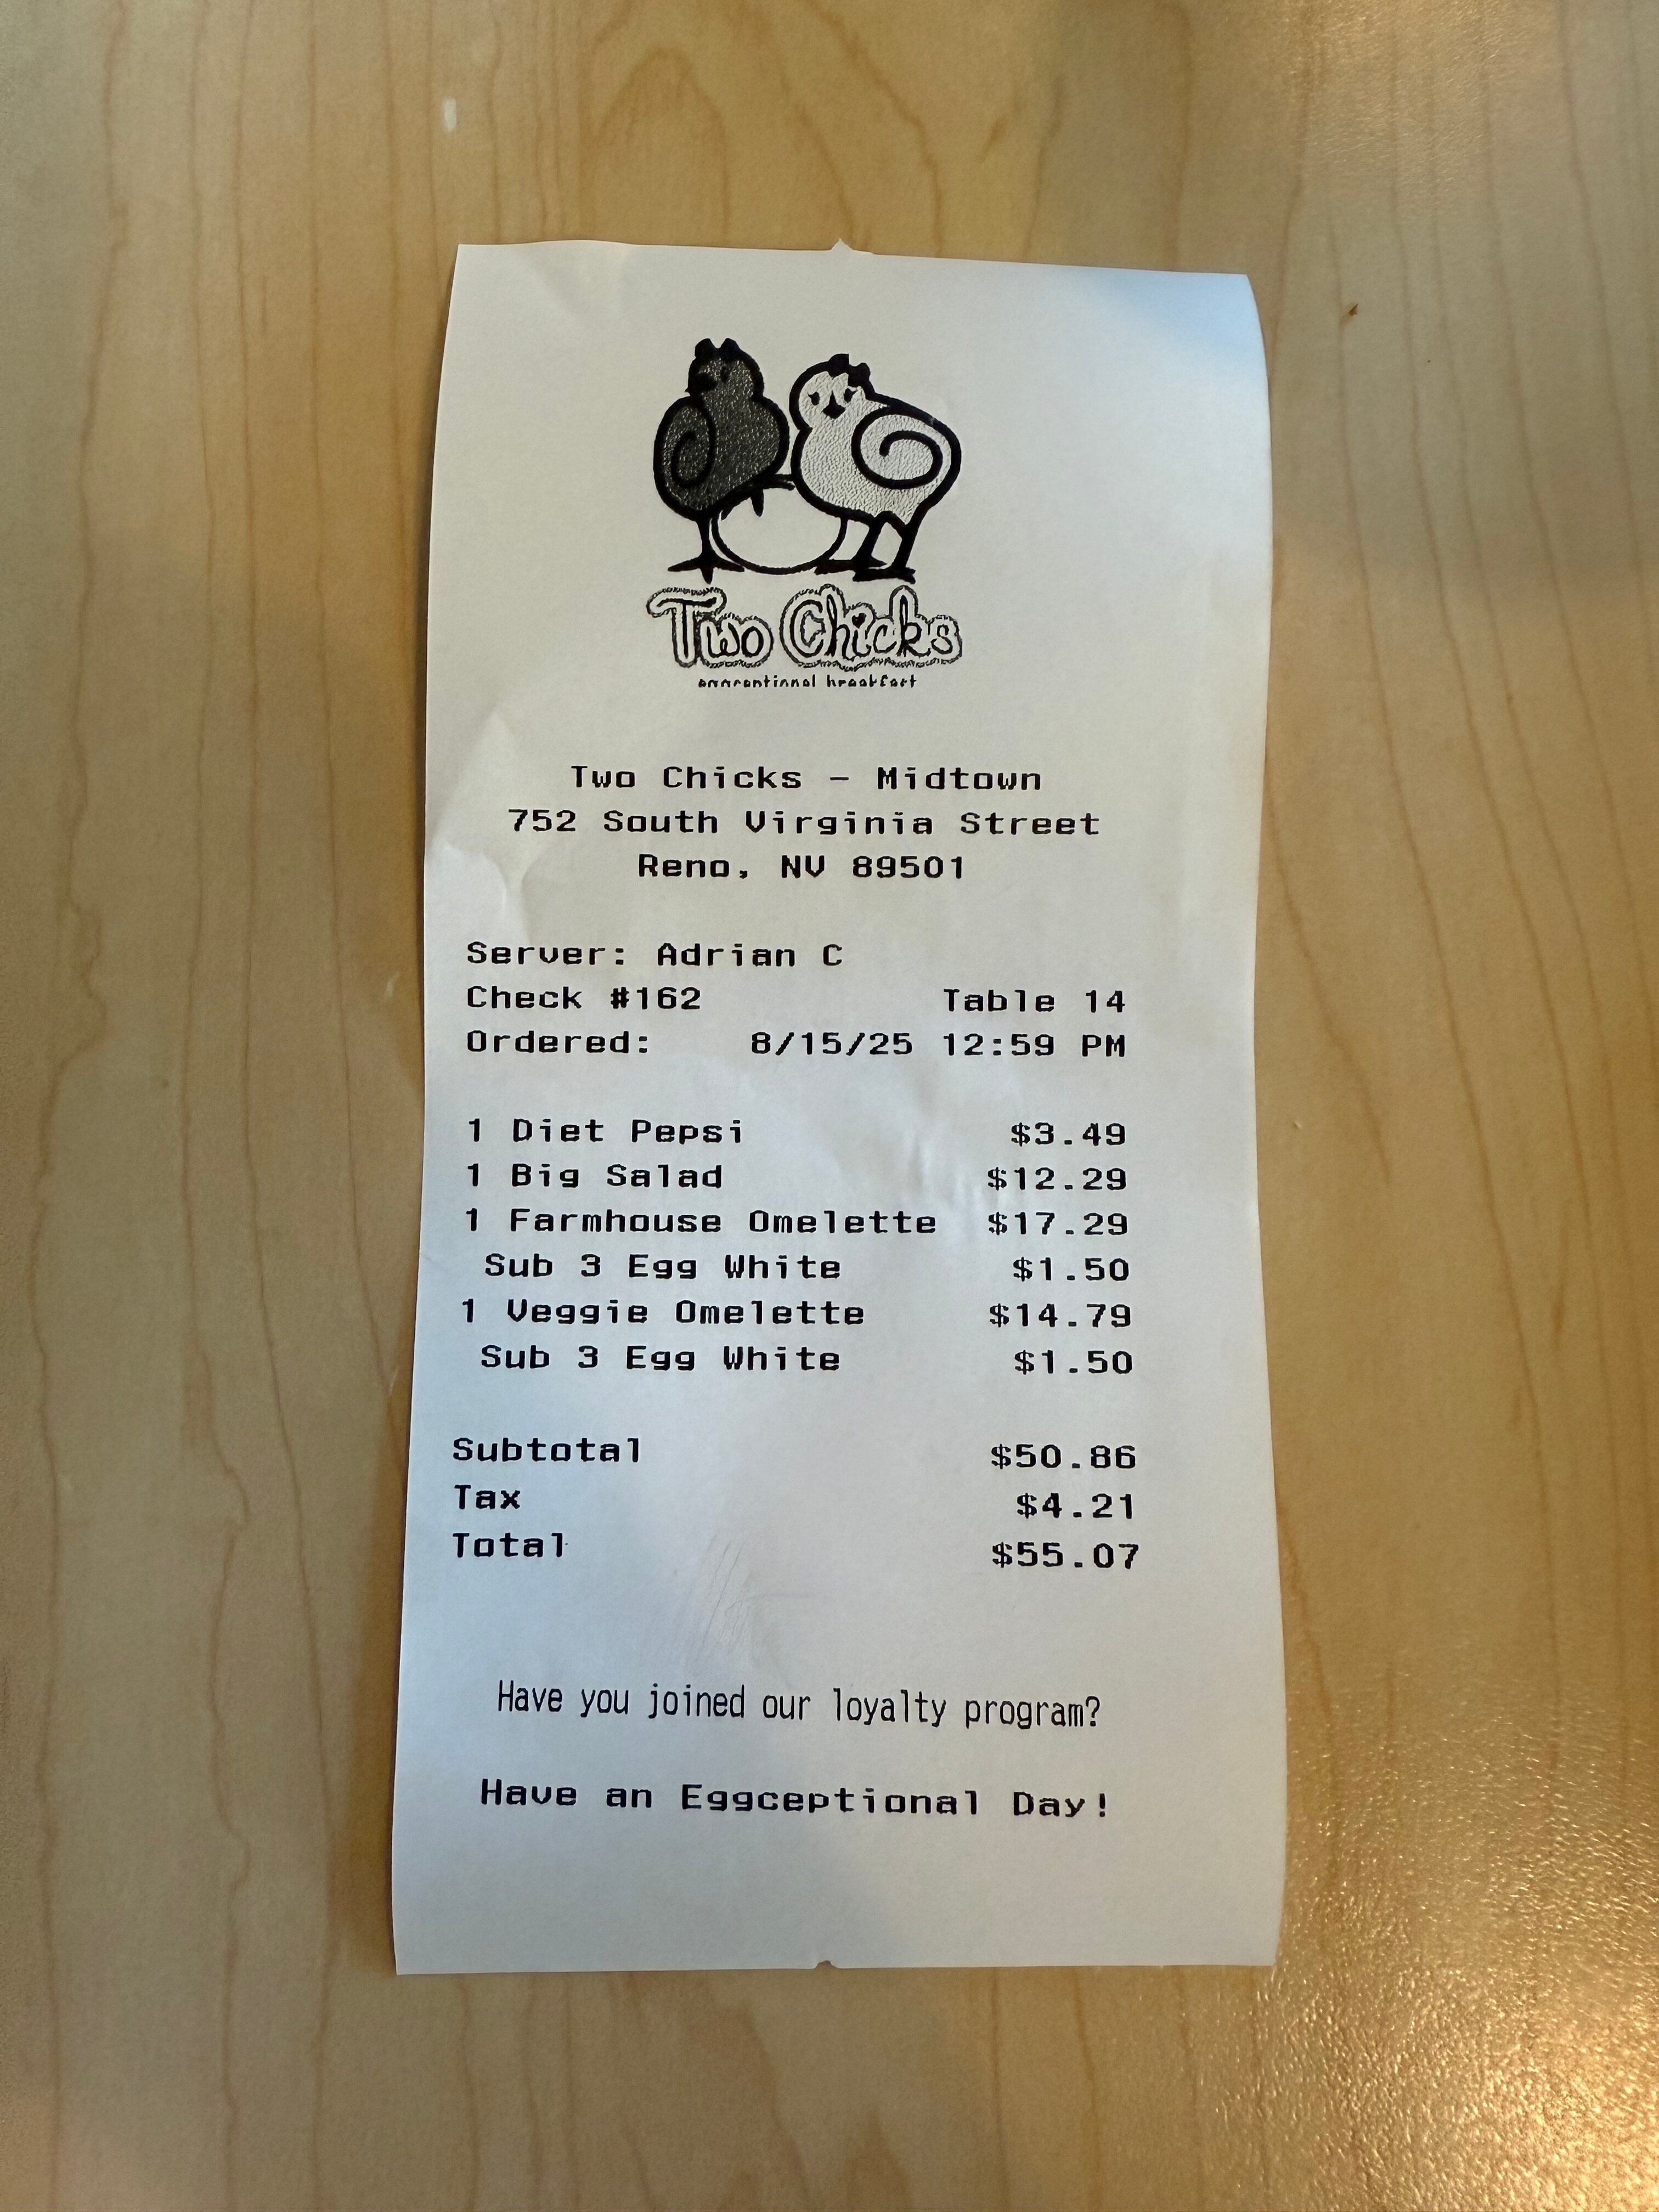 Two Chicks
breakfast
Two Chicks - Midtown
752 South Virginia Street
Reno, NV 89501
Server: Adrian C
Check #162 Table 14
Ordered: 8/15/25 12:59 PM
1 Diet Pepsi $3.49
1 Big Salad $12.29
1 Farmhouse Omelette $17.29
Sub 3 Egg White $1.50
1 Veggie Omelette $14.79
Sub 3 Egg White $1.50
Subtotal $50.86
Tax $4.21
Total $55.07
Have you joined our loyalty program?
Have an Eggceptional Day!